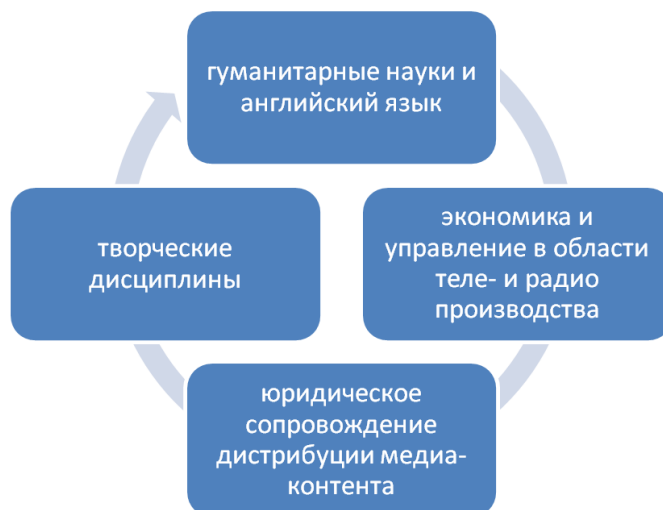 гуманитарные науки и
английский язык
экономика и
управление в области
теле- и радио
производства
юридическое
сопровождение
дистрибуции медиа-
контента
творческие
дисциплины